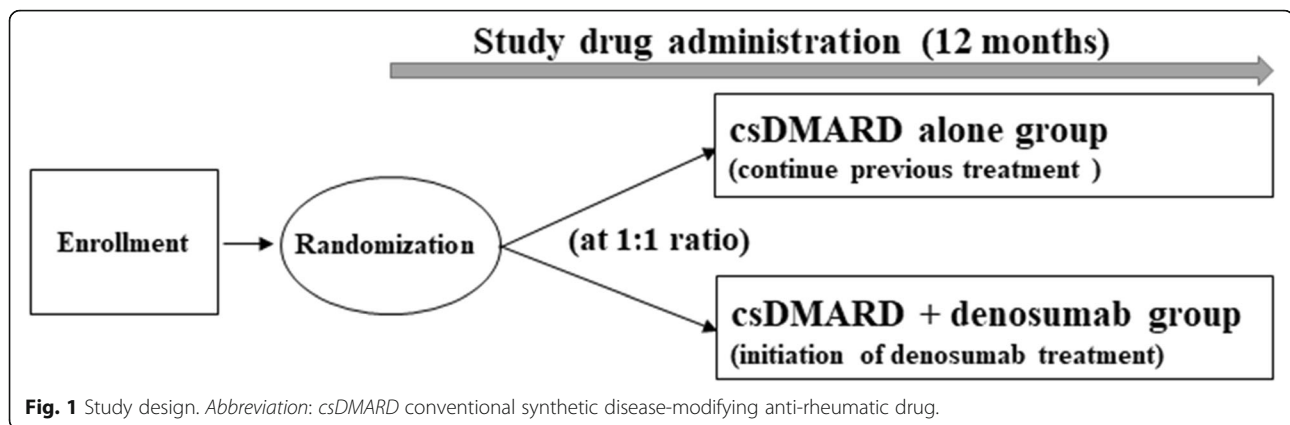 Study drug administration (12 months)
csDMARD alone group
(continue previous treatment )
Enrollment
Randomization
(at 1:1 ratio)
csDMARD + denosumab group
(initiation of denosumab treatment)
Fig. 1 Study design. Abbreviation: csDMARD conventional synthetic disease-modifying anti-rheumatic drug.